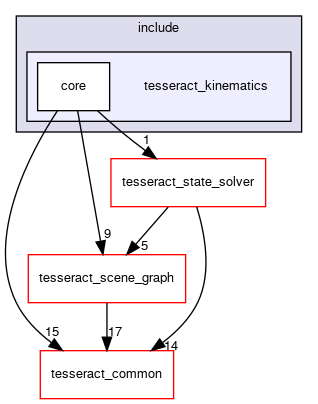 include
core
tesseract_kinematics
1
tesseract_state_solver
9
5
tesseract_scene_graph
15
17
14
tesseract_common